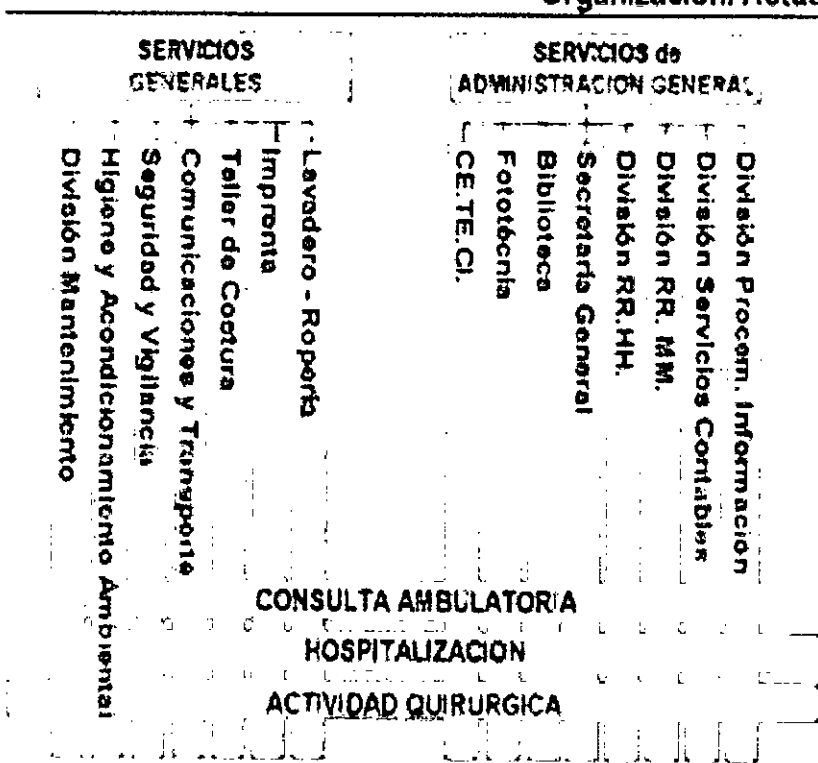 SERVICIOS
GENERALES
SERVICIOS de
ADMINISTRACION GENERAL
División Mantenimiento
Higiene y Acondicionamiento Ambiental
Seguridad y Vigilancia
Comunicaciones y Transporte
Taller de Costura
Imprenta
Lavadero - Ropería
CE.TE.CI.
Fototécnia
Biblioteca
Secretaría General
División RR.HH.
División RR. MM.
División Servicios Contables
División Procem. Información
CONSULTA AMBULATORIA
HOSPITALIZACION
ACTIVIDAD QUIRURGICA